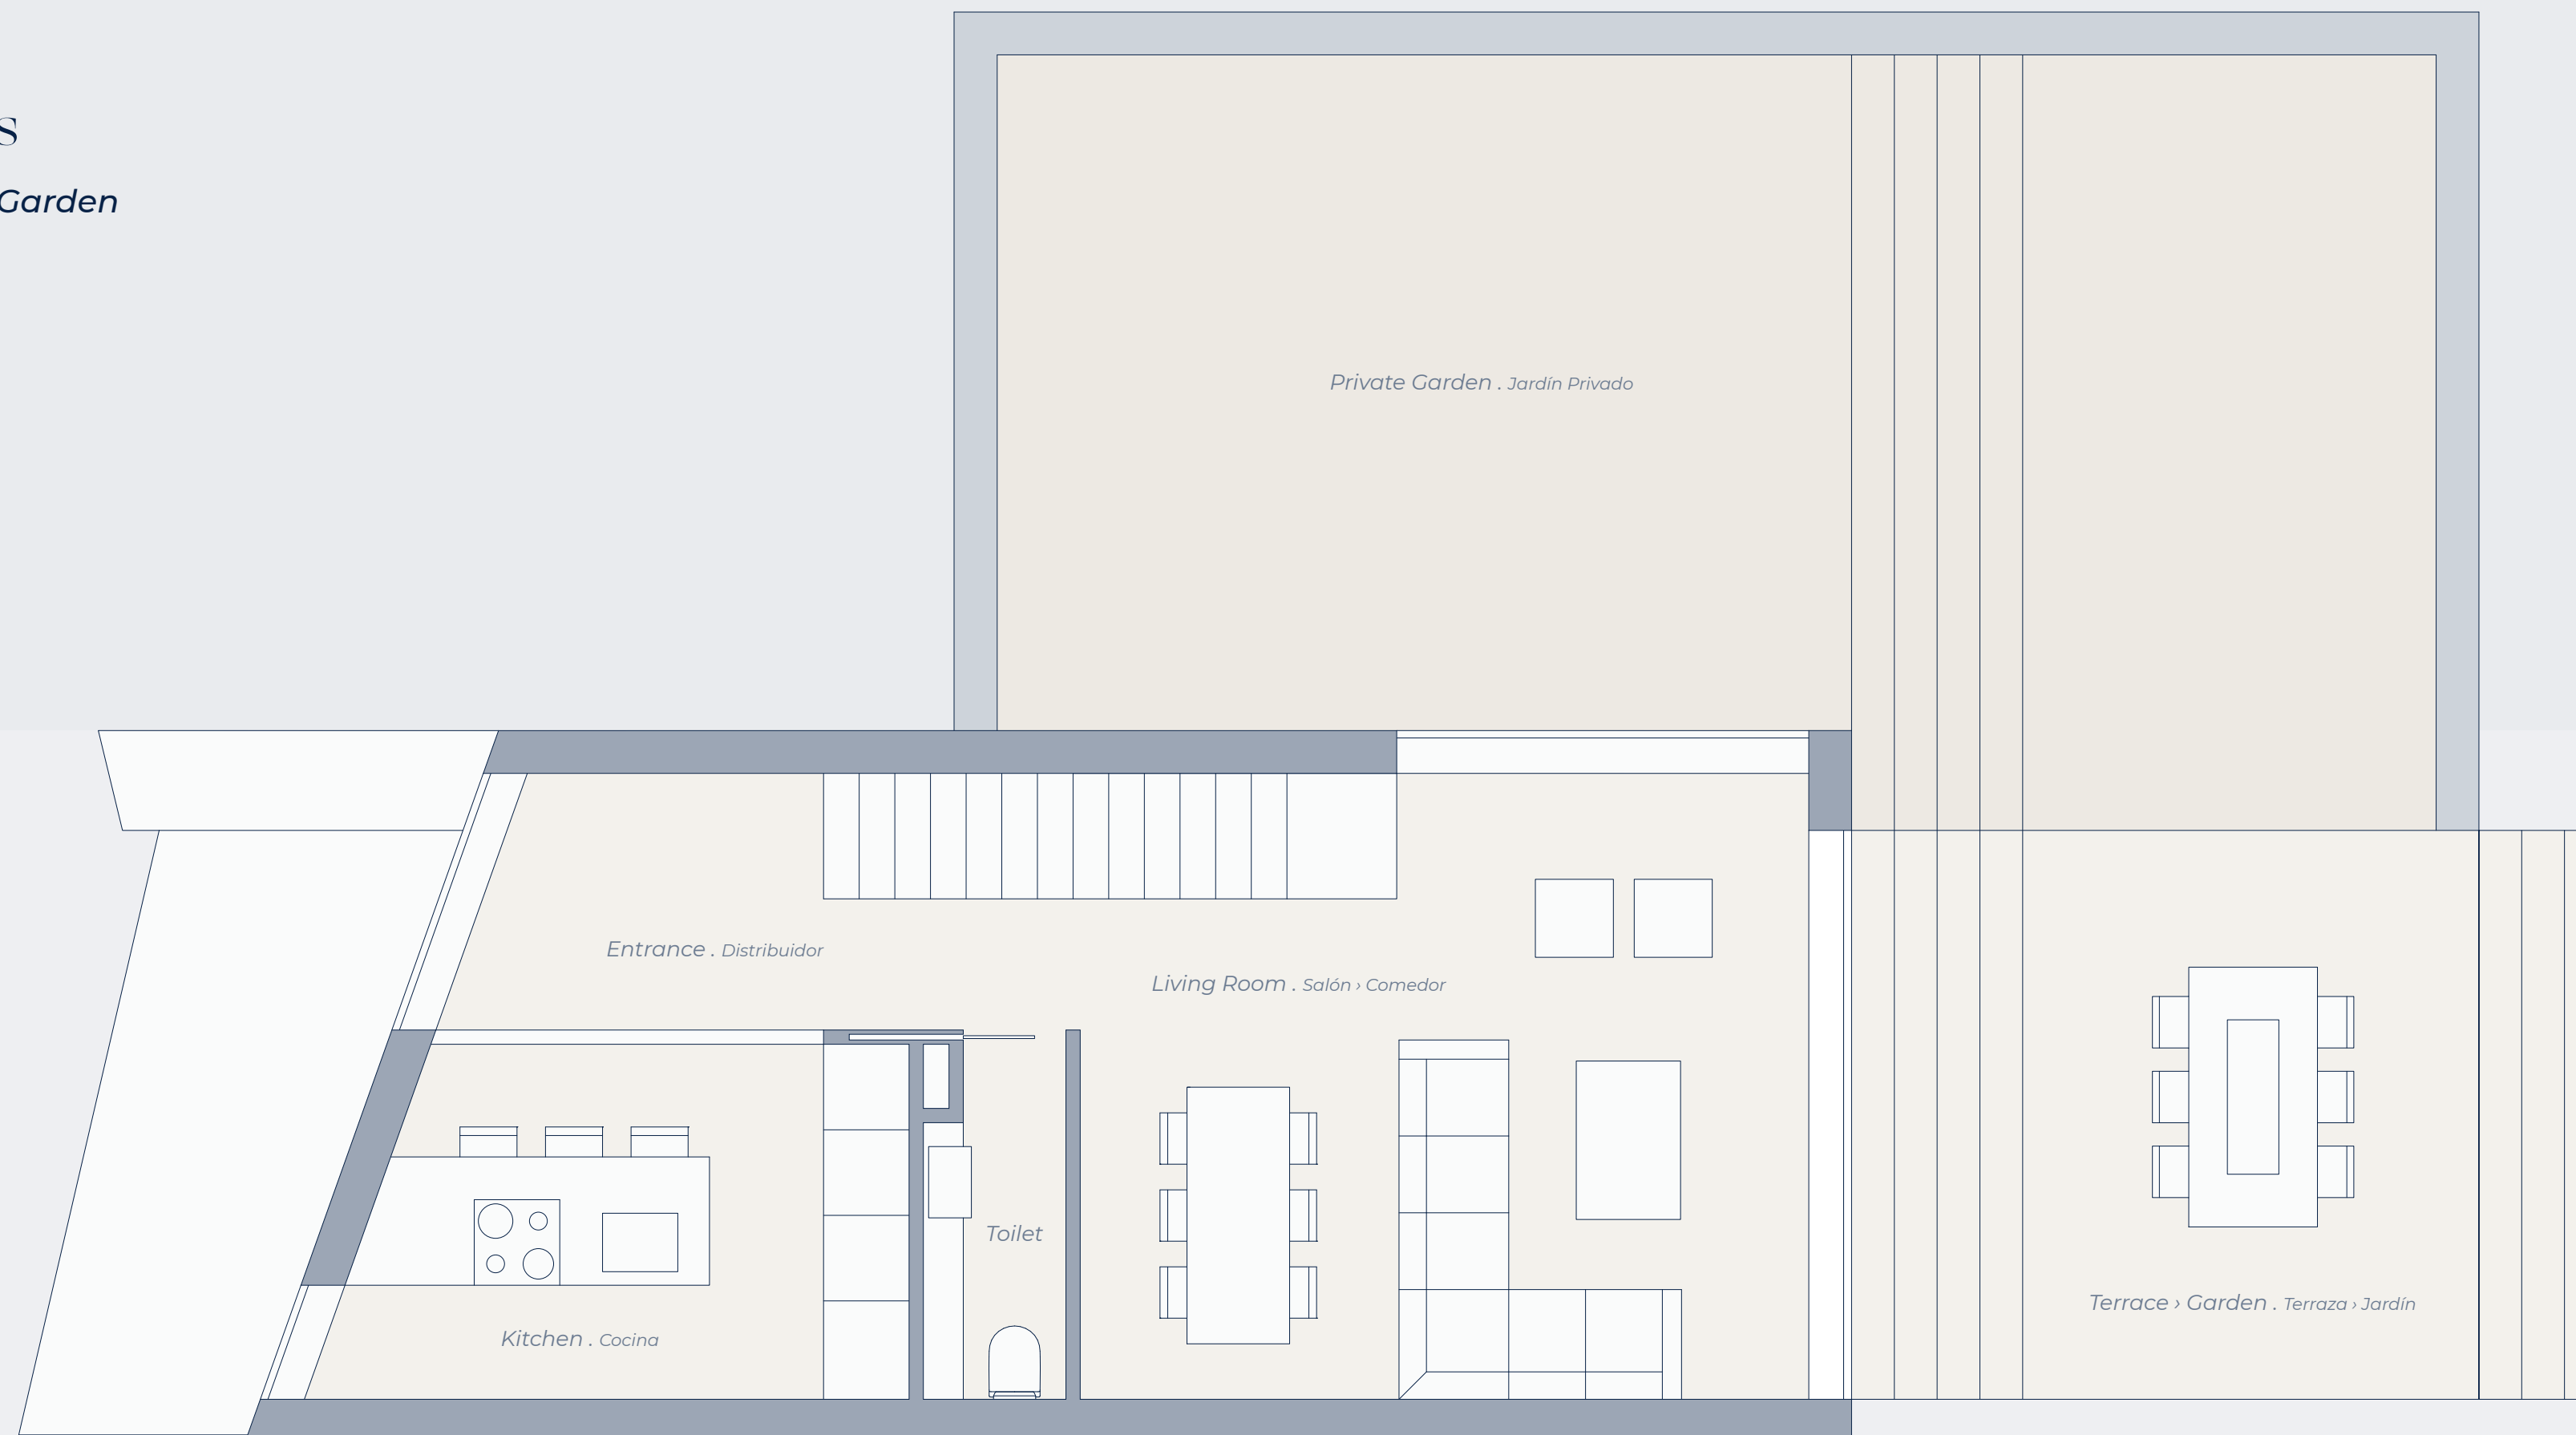 s
Garden
Private Garden . Jardín Privado
Entrance . Distribuidor
Living Room . Salón › Comedor
Toilet
Terrace › Garden . Terraza › Jardín
Kitchen . Cocina